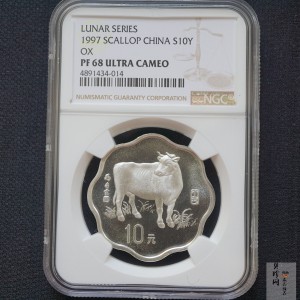 LUNAR SERIES
1997 SCALLOP CHINA S10Y
OX
PF 68 ULTRA CAMEO
4891434-014
NUMISMATIC GUARANTY CORPORATION
NGC
10元